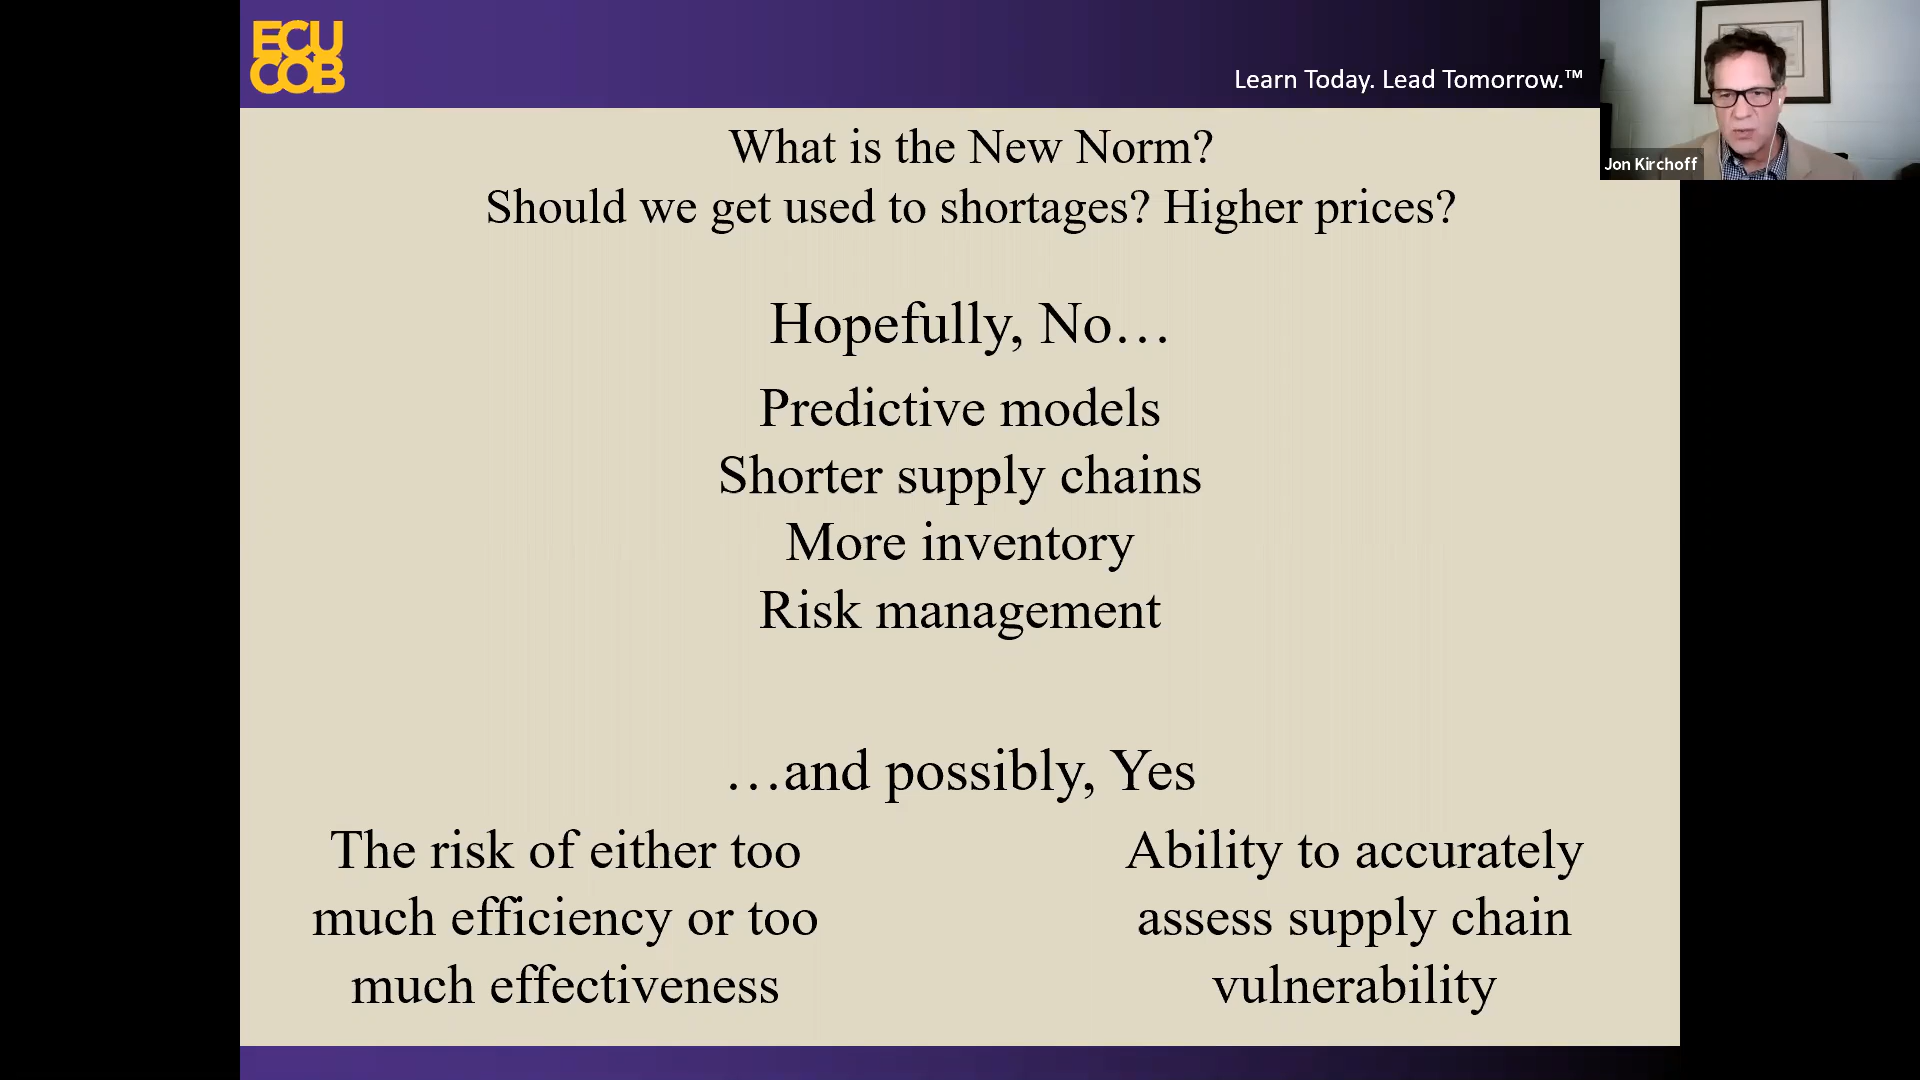 ECU
COB
Learn Today. Lead Tomorrow.™
Jon Kirchoff
What is the New Norm?
Should we get used to shortages? Higher prices?
Hopefully, No…
Predictive models
Shorter supply chains
More inventory
Risk management
…and possibly, Yes
The risk of either too
much efficiency or too
much effectiveness
Ability to accurately
assess supply chain
vulnerability